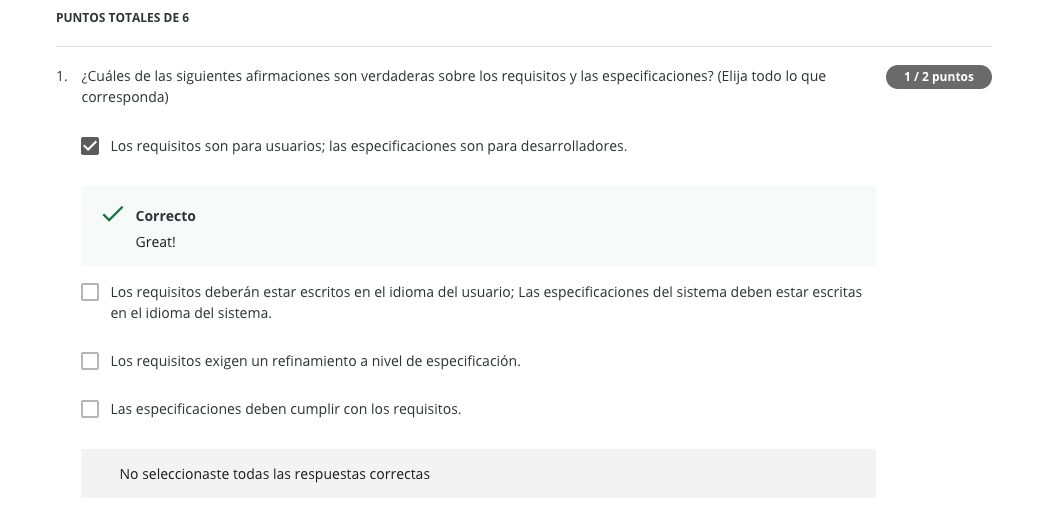 PUNTOS TOTALES DE 6
1. ¿Cuáles de las siguientes afirmaciones son verdaderas sobre los requisitos y las especificaciones? (Elija todo lo que
corresponda)
1 / 2 puntos
Los requisitos son para usuarios; las especificaciones son para desarrolladores.
Correcto
Great!
Los requisitos deberán estar escritos en el idioma del usuario; Las especificaciones del sistema deben estar escritas
en el idioma del sistema.
Los requisitos exigen un refinamiento a nivel de especificación.
Las especificaciones deben cumplir con los requisitos.
No seleccionaste todas las respuestas correctas